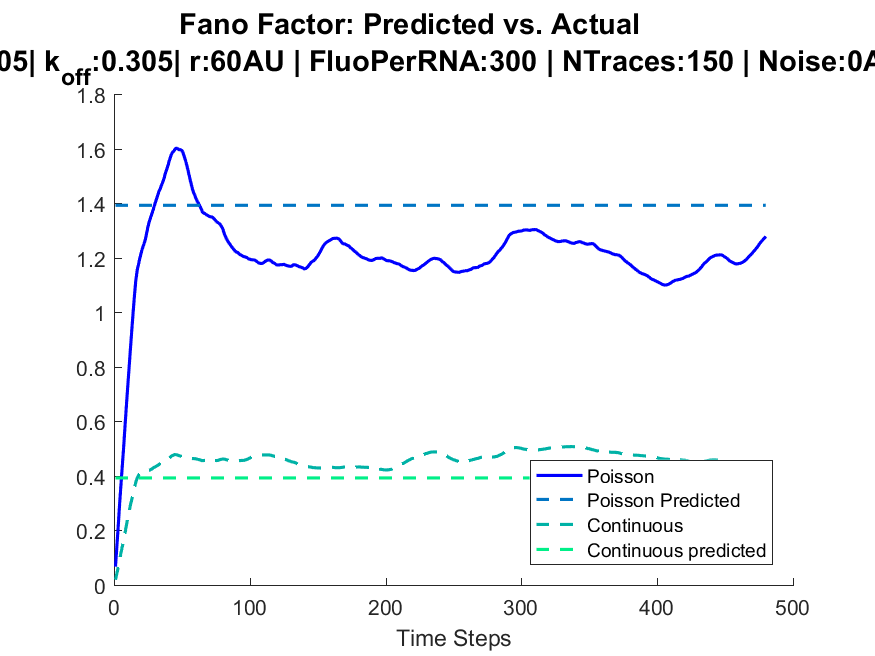 Fano Factor: Predicted vs. Actual
05| k_off:0.305| r:60AU | FluoPerRNA:300 | NTraces:150 | Noise:0A
1.8
1.6
1.4
1.2
1
0.8
0.6
0.4
0.2
0
0 100 200 300 400 500
Time Steps
Poisson
Poisson Predicted
Continuous
Continuous predicted